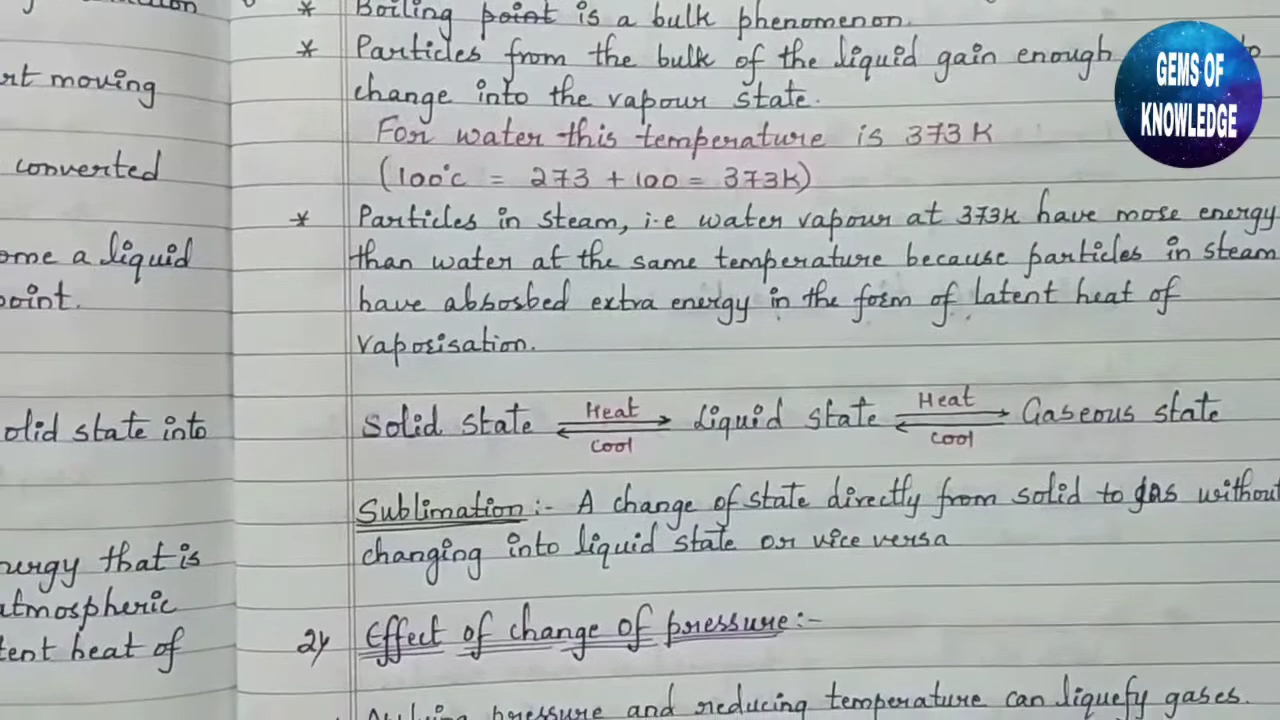 rt moving
converted
ome a liquid
point.
olid state into
nergy that is
atmospheric
tent heat of
* Boiling point is a bulk phenomenon.
* Particles from the bulk of the liquid gain enough
change into the vapour state.
For water this temperature is 373 K
(100°C = 273 + 100 = 373K)
* Particles in steam, i.e water vapour at 373K have more energy
than water at the same temperature because particles in steam
have absorbed extra energy in the form of latent heat of
vaporisation.
Solid state Heat Cool Liquid state Heat Cool Gaseous state
Sublimation :- A change of state directly from solid to gas without
changing into liquid state or vice versa
2) Effect of change of pressure :-
Applying pressure and reducing temperature can liquefy gases.
GEMS OF
KNOWLEDGE